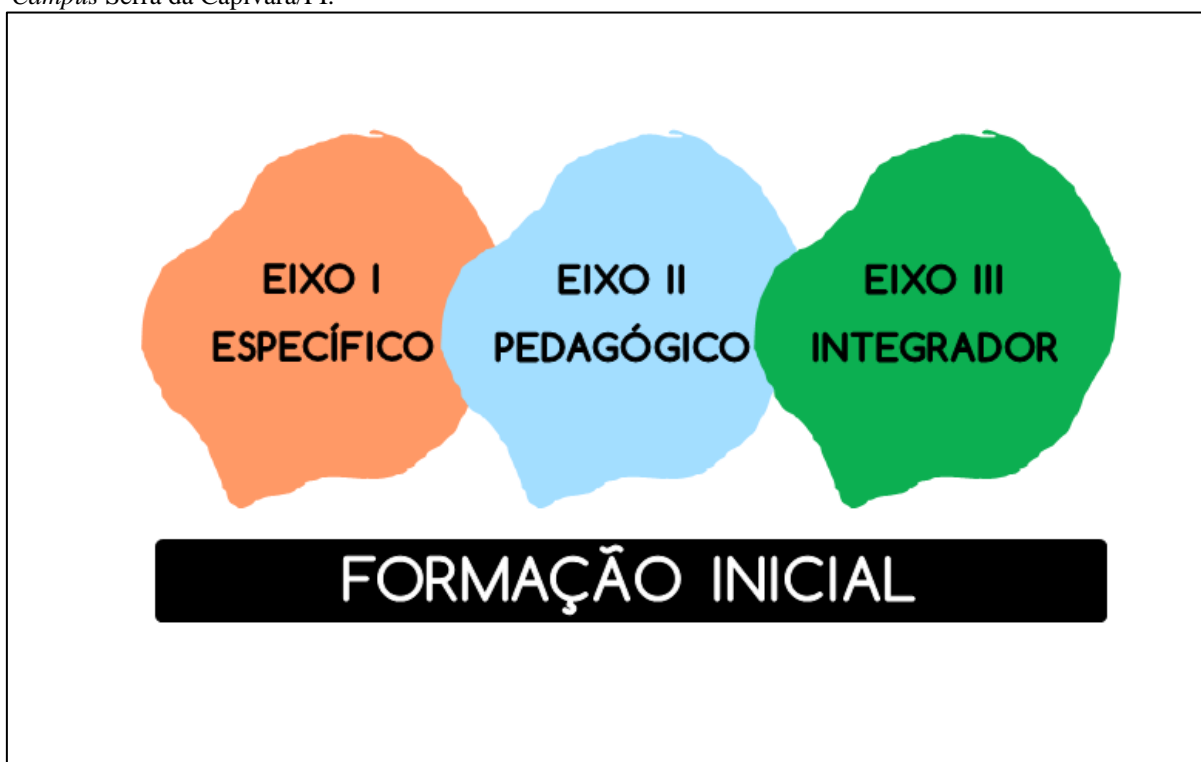 Campus Serra da Capivara/PI.
EIXO I
ESPECÍFICO
EIXO II
PEDAGÓGICO
EIXO III
INTEGRADOR
FORMAÇÃO INICIAL